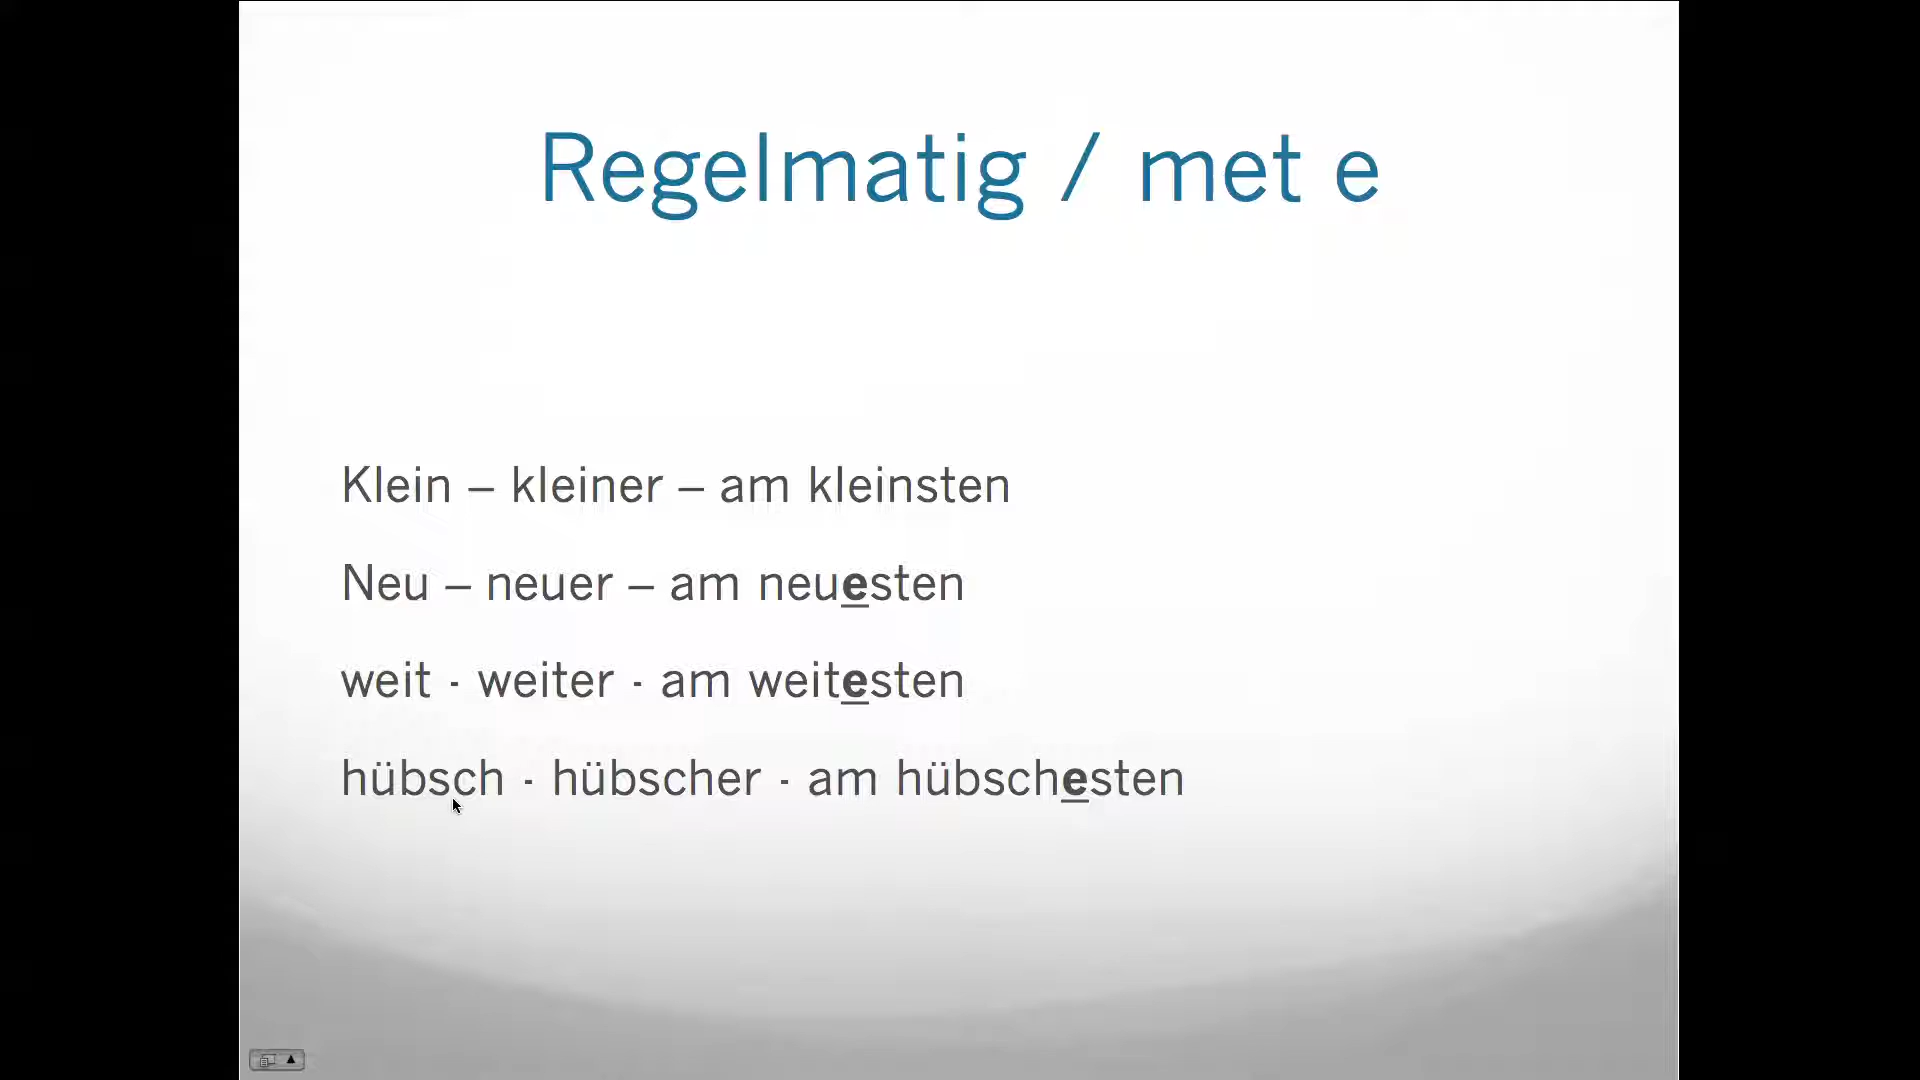 Regelmatig / met e
Klein – kleiner – am kleinsten
Neu – neuer – am neuesten
weit - weiter - am weitesten
hübsch - hübscher - am hübschesten